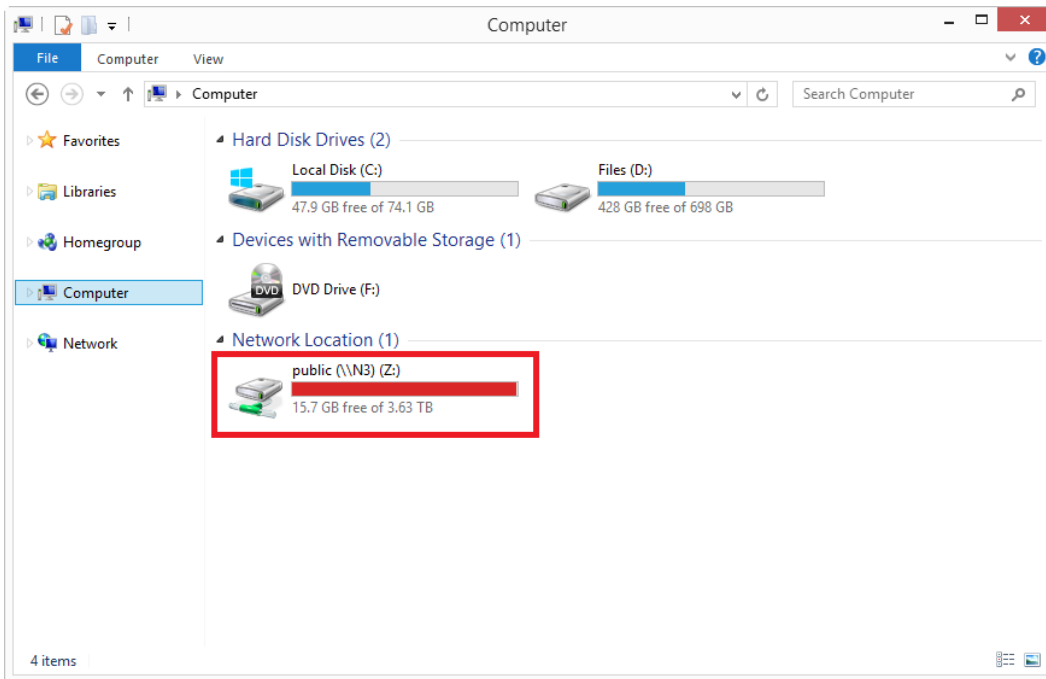 Computer
File Computer View
Computer Search Computer
Favorites
Libraries
Homegroup
Computer
Network
Hard Disk Drives (2)
Local Disk (C:)
47.9 GB free of 74.1 GB
Files (D:)
428 GB free of 698 GB
Devices with Removable Storage (1)
DVD
DVD Drive (F:)
Network Location (1)
public (\\N3) (Z:)
15.7 GB free of 3.63 TB
4 items